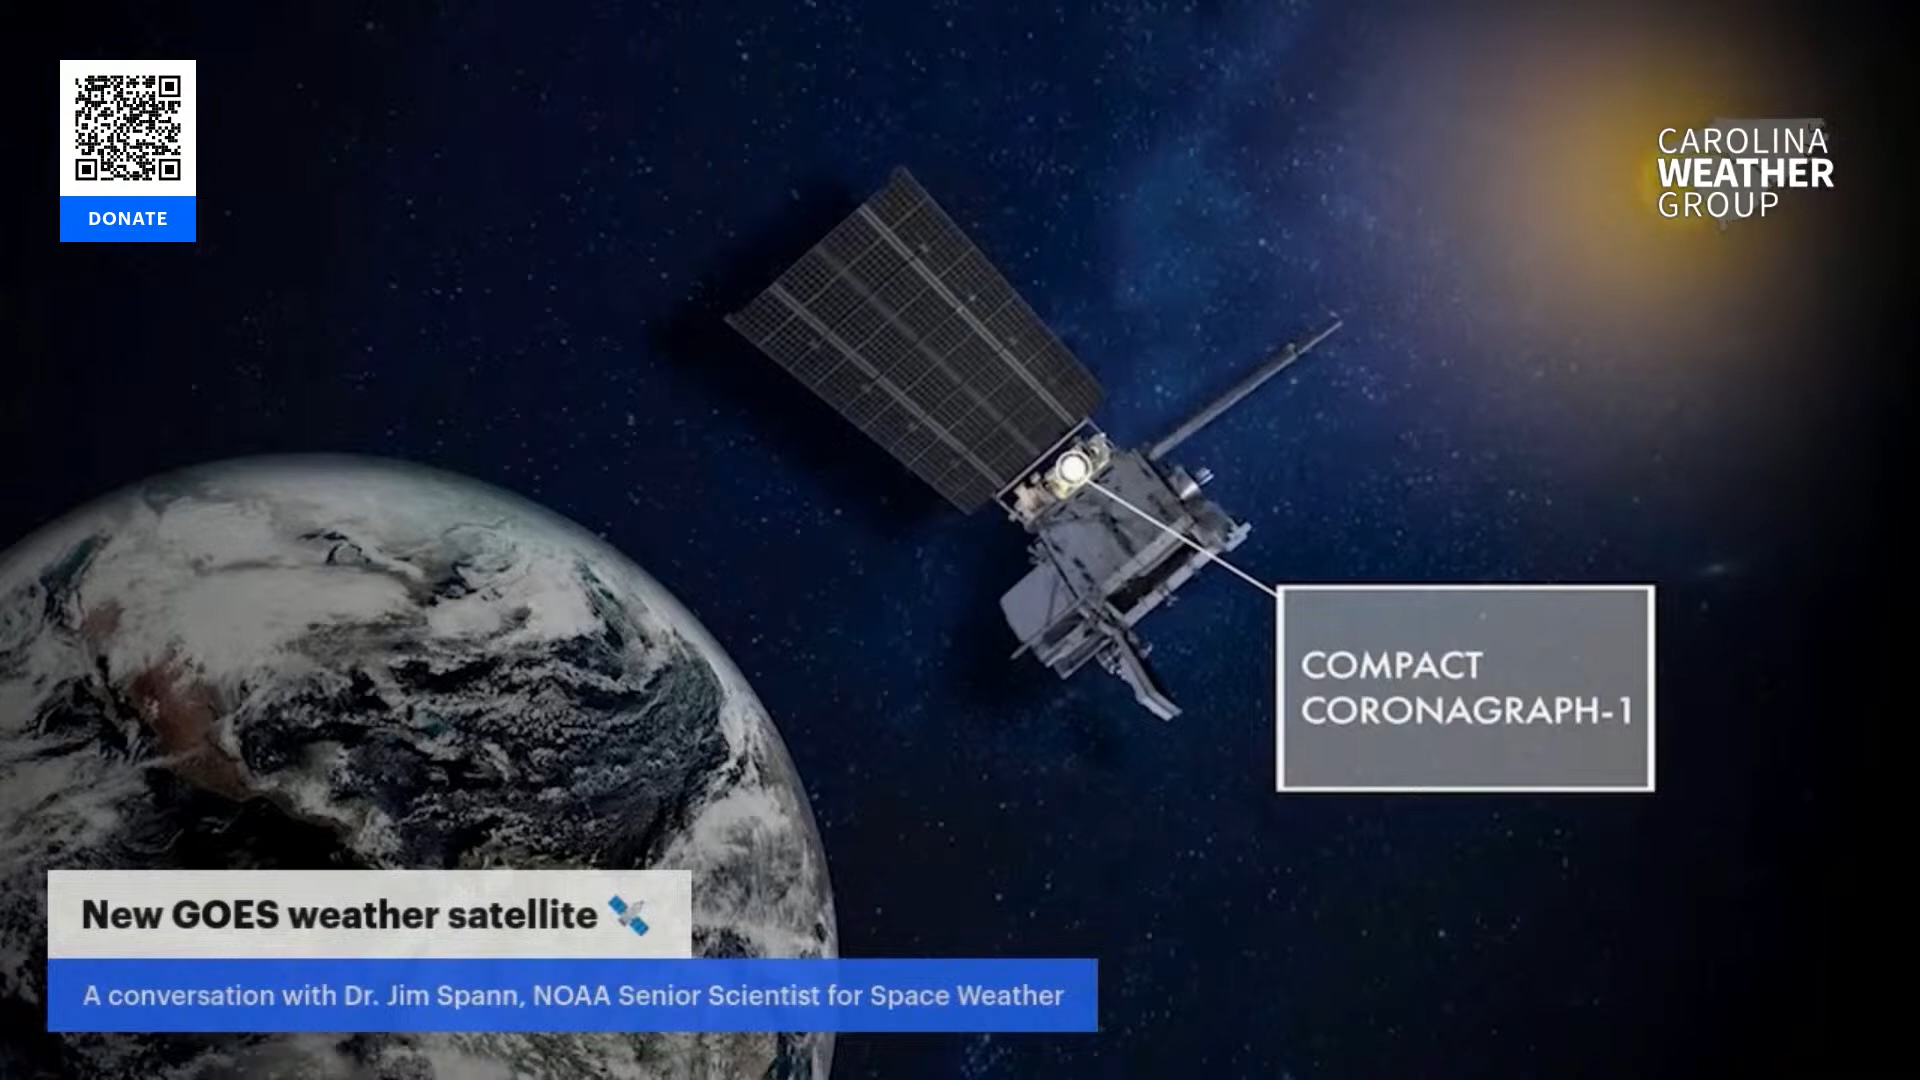 DONATE
CAROLINA
WEATHER
GROUP
COMPACT
CORONAGRAPH-1
New GOES weather satellite 🛰️
A conversation with Dr. Jim Spann, NOAA Senior Scientist for Space Weather